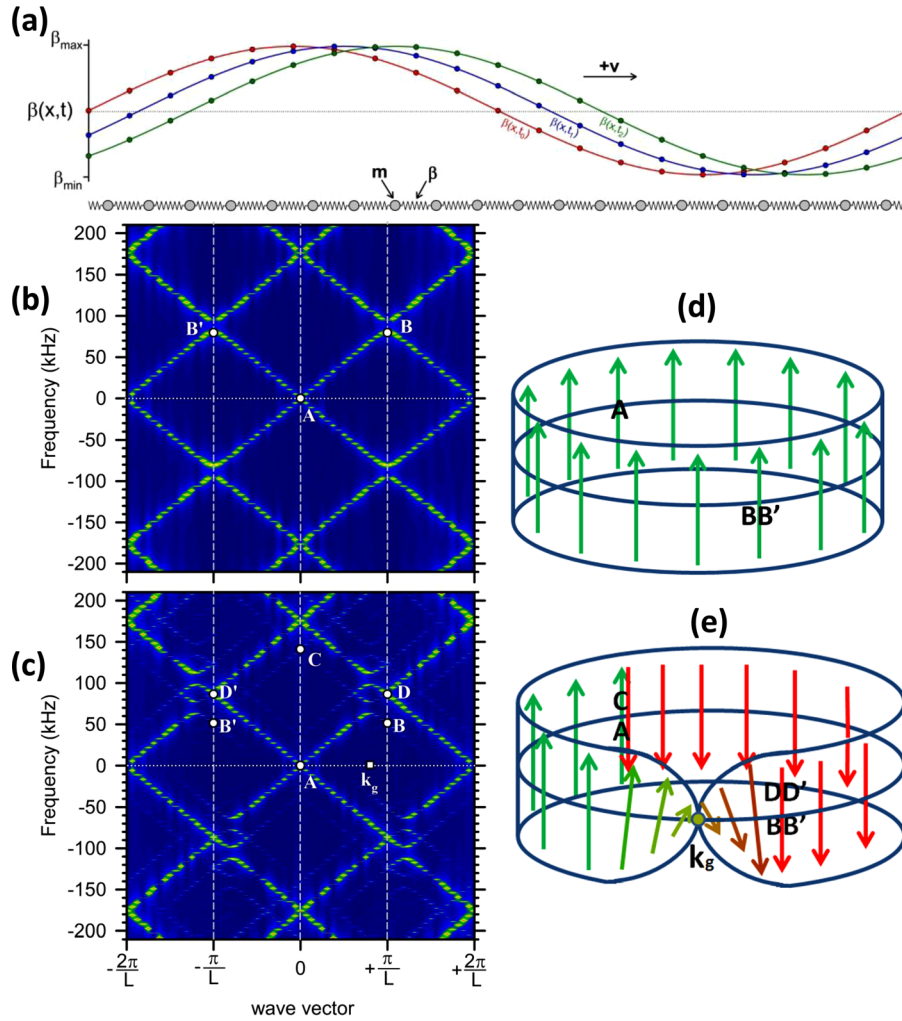 (a)
βmax
β(x,t)
βmin
+v
β(x,t₀)
β(x,t₁)
β(x,t₂)
m
β
(b)
Frequency (kHz)
200
150
100
50
0
-50
-100
-150
-200
B'
B
A
(c)
Frequency (kHz)
200
150
100
50
0
-50
-100
-150
-200
C
D'
D
B'
B
A
kg
-2π/L
-π/L
0
+π/L
+2π/L
wave vector
(d)
A
BB'
(e)
C
A
DD'
BB'
kg